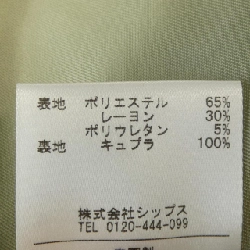 表地 ポリエステル 65%
レーヨン 30%
ポリウレタン 5%
裏地 キュプラ 100%
株式会社シップス
TEL 0120-444-099